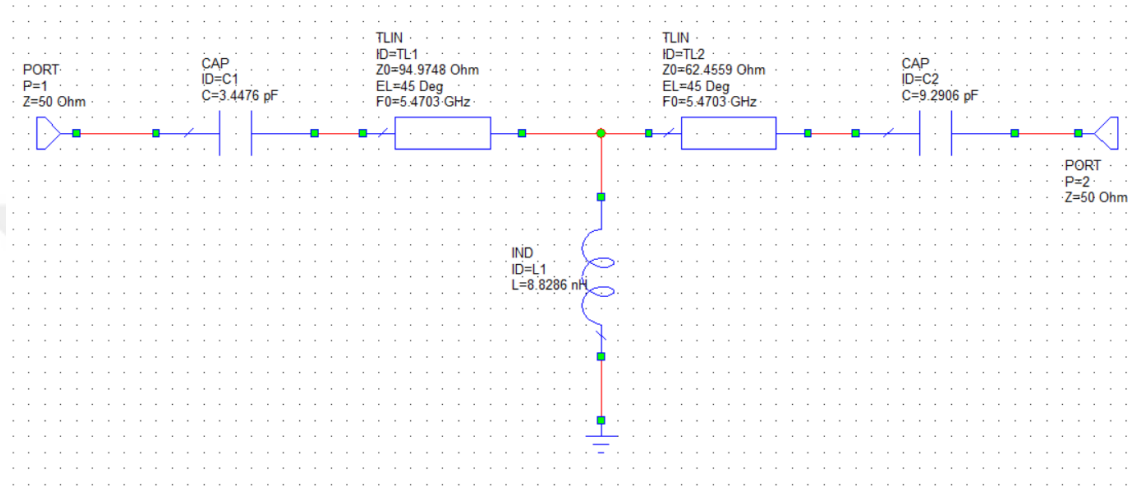 PORT
P=1
Z=50 Ohm
CAP
ID=C1
C=3.4476 pF
TLIN
ID=TL1
Z0=94.9748 Ohm
EL=45 Deg
F0=5.4703 GHz
TLIN
ID=TL2
Z0=62.4559 Ohm
EL=45 Deg
F0=5.4703 GHz
CAP
ID=C2
C=9.2906 pF
PORT
P=2
Z=50 Ohm
IND
ID=L1
L=8.8286 nH